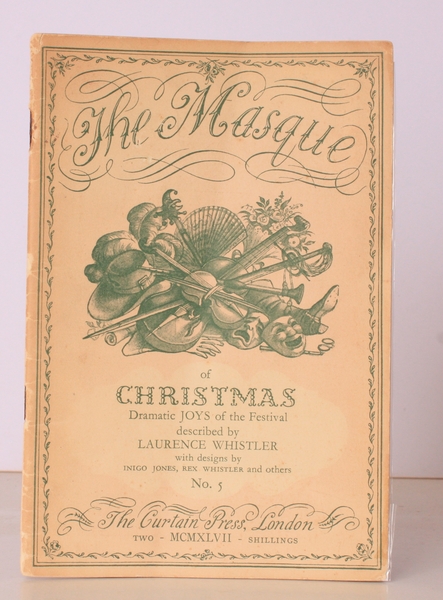 The Masque
of
CHRISTMAS
Dramatic JOYS of the Festival
described by
LAURENCE WHISTLER
with designs by
INIGO JONES, REX WHISTLER and others
No. 5
The Curtain Press, London
TWO - MCMXLVII - SHILLINGS